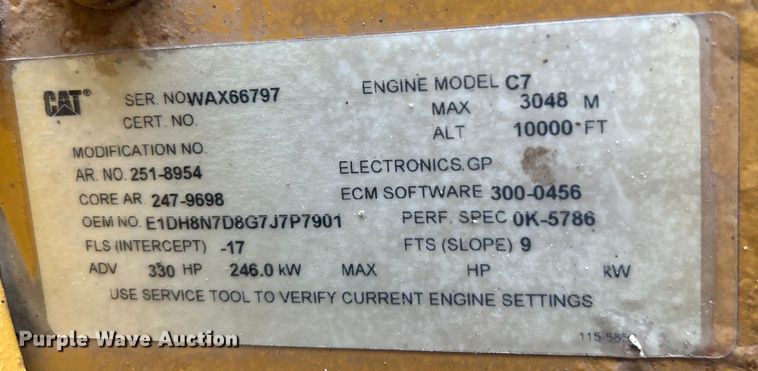 CAT® SER. NO WAX66797 ENGINE MODEL C7
CERT. NO. MAX 3048 M
ALT 10000 FT
MODIFICATION NO.
AR. NO. 251-8954 ELECTRONICS.GP
CORE AR. 247-9698 ECM SOFTWARE 300-0456
OEM NO. E1DH8N7D8G7J7P7901 PERF. SPEC 0K-5786
FLS (INTERCEPT) -17 FTS (SLOPE) 9
ADV 330 HP 246.0 kW MAX HP kW
USE SERVICE TOOL TO VERIFY CURRENT ENGINE SETTINGS
Purple Wave Auction